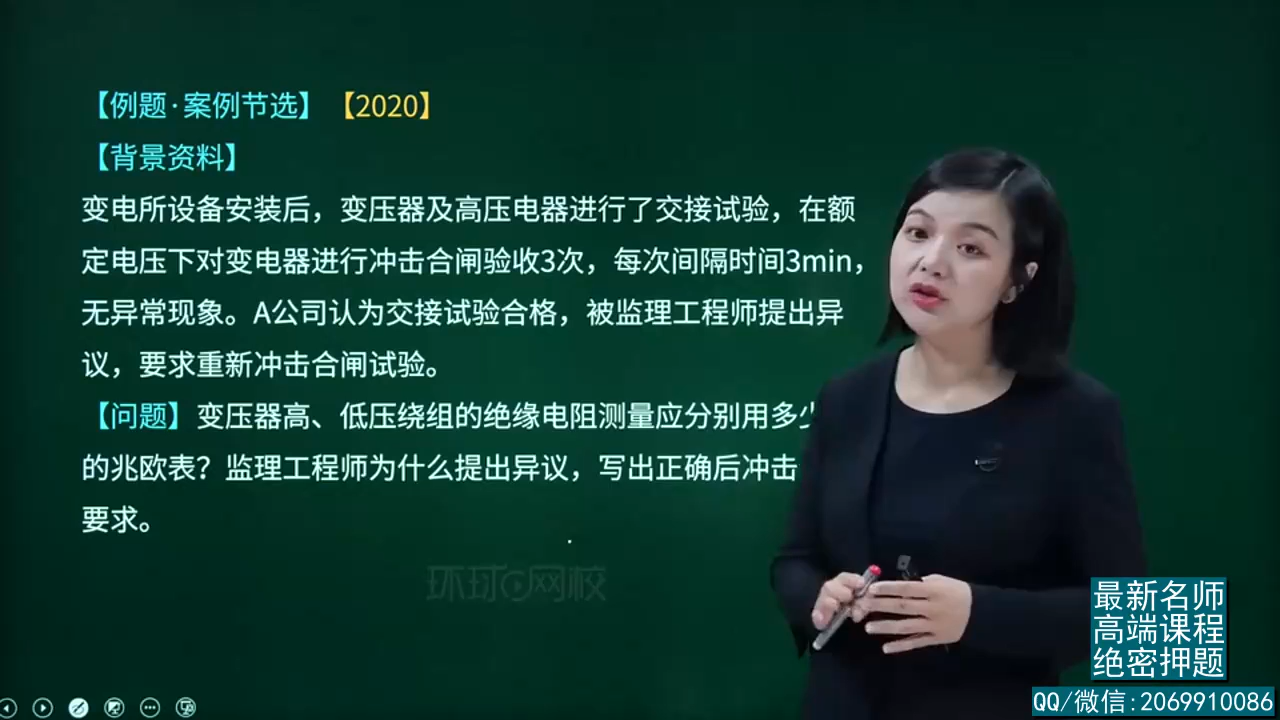 【例题·案例节选】【2020】
【背景资料】
变电所设备安装后，变压器及高压电器进行了交接试验，在额
定电压下对变电器进行冲击合闸验收3次，每次间隔时间3min，
无异常现象。A公司认为交接试验合格，被监理工程师提出异
议，要求重新冲击合闸试验。
【问题】变压器高、低压绕组的绝缘电阻测量应分别用多少
的兆欧表？监理工程师为什么提出异议，写出正确后冲击
要求。
环球网校
最新名师
高端课程
绝密押题
QQ/微信:2069910086